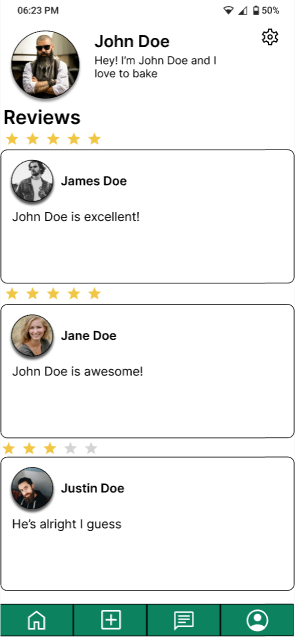 06:23 PM 50%
John Doe
Hey! I'm John Doe and I
love to bake
Reviews
James Doe
John Doe is excellent!
Jane Doe
John Doe is awesome!
Justin Doe
He's alright I guess